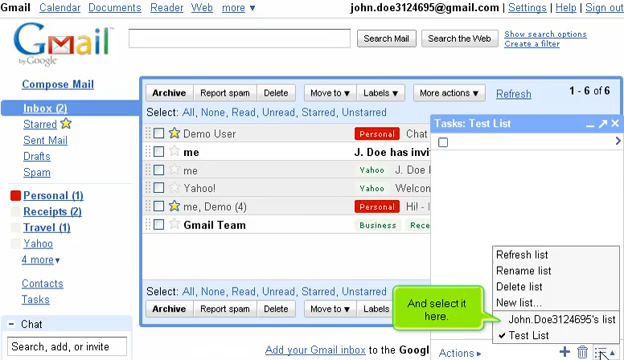 Gmail Calendar Documents Reader Web more ▾ john.doe3124695@gmail.com | Settings | Help | Sign out
Gmail
by Google
Search Mail Search the Web Show search options
Create a filter
Compose Mail
Inbox (2)
Starred
Sent Mail
Drafts
Spam
Personal (1)
Receipts (2)
Travel (1)
Yahoo
4 more▾
Contacts
Tasks
Chat
Search, add, or invite
Archive Report spam Delete Move to ▾ Labels ▾ More actions ▾ Refresh 1 - 6 of 6
Select: All, None, Read, Unread, Starred, Unstarred
Demo User Personal Chat
me J. Doe has invi
me Yahoo J. Doe
Yahoo! Yahoo Welcon
me, Demo (4) Personal Hi! - I
Gmail Team Business Rece
Select: All, None, Read, Unread, Starred, Unstarred
Archive Report spam Delete Move to ▾ Labels
Add your Gmail inbox to the Googl
Tasks: Test List
Refresh list
Rename list
Delete list
New list...
John.Doe3124695's list
Test List
Actions ▸
And select it
here.